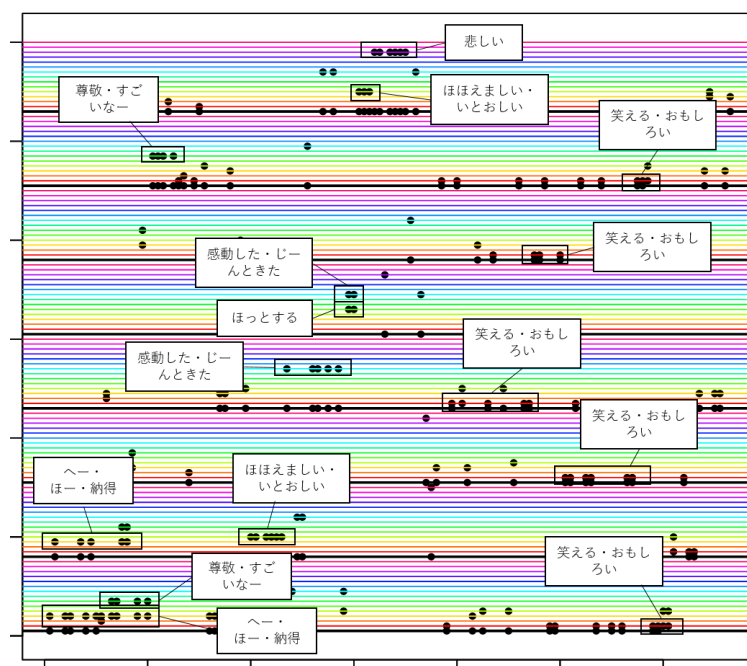 悲しい
尊敬・すご
いなー
ほほえましい・
いとおしい
笑える・おもし
ろい
笑える・おもし
ろい
感動した・じー
んときた
ほっとする
笑える・おもし
ろい
感動した・じー
んときた
笑える・おもし
ろい
へー・
ほー・納得
ほほえましい・
いとおしい
笑える・おもし
ろい
尊敬・すご
いなー
へー・
ほー・納得